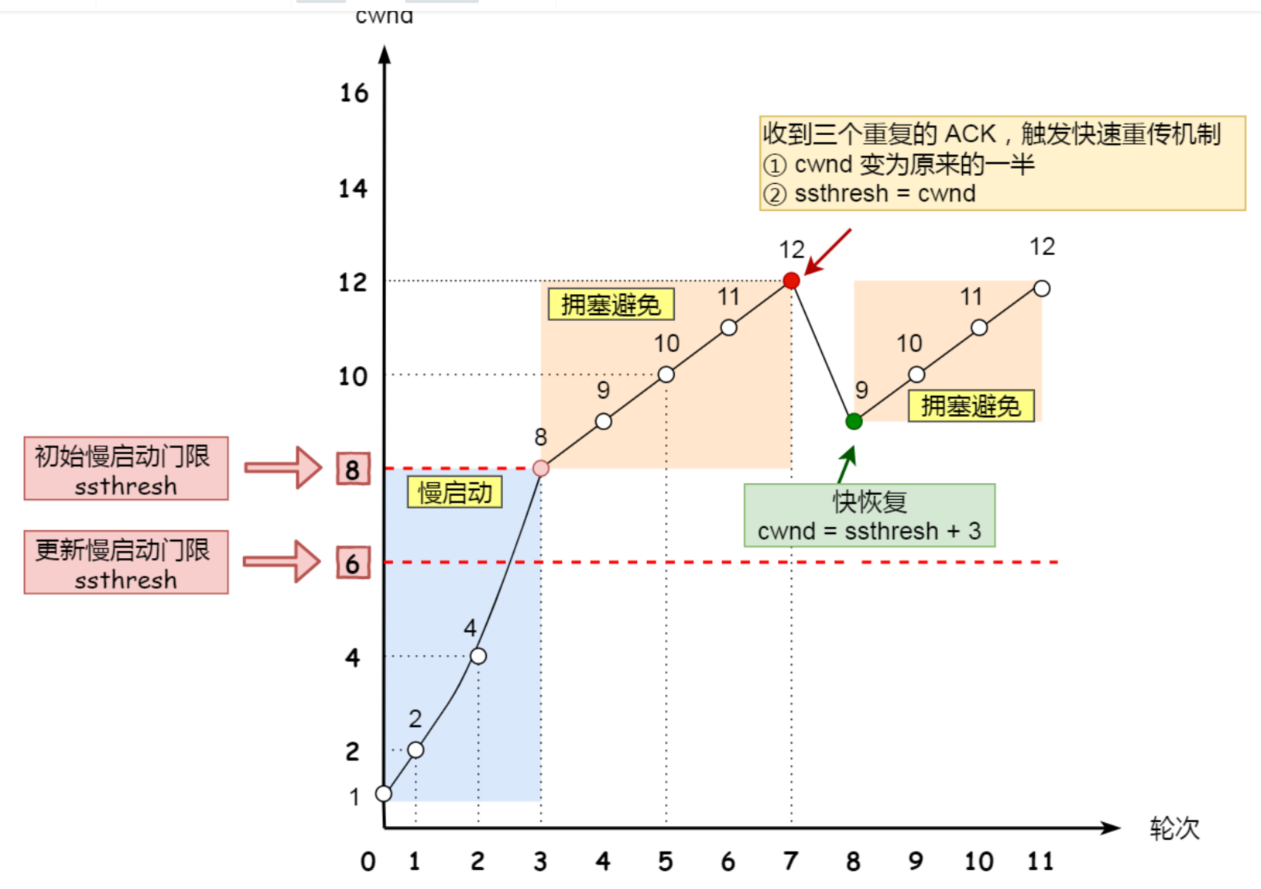 cwnd
16
14
12
10
8
6
4
2
1
收到三个重复的 ACK，触发快速重传机制
① cwnd 变为原来的一半
② ssthresh = cwnd
12
12
拥塞避免
11
11
10
10
9
9
拥塞避免
8
初始慢启动门限
ssthresh
慢启动
快恢复
cwnd = ssthresh + 3
更新慢启动门限
ssthresh
4
2
轮次
0 1 2 3 4 5 6 7 8 9 10 11